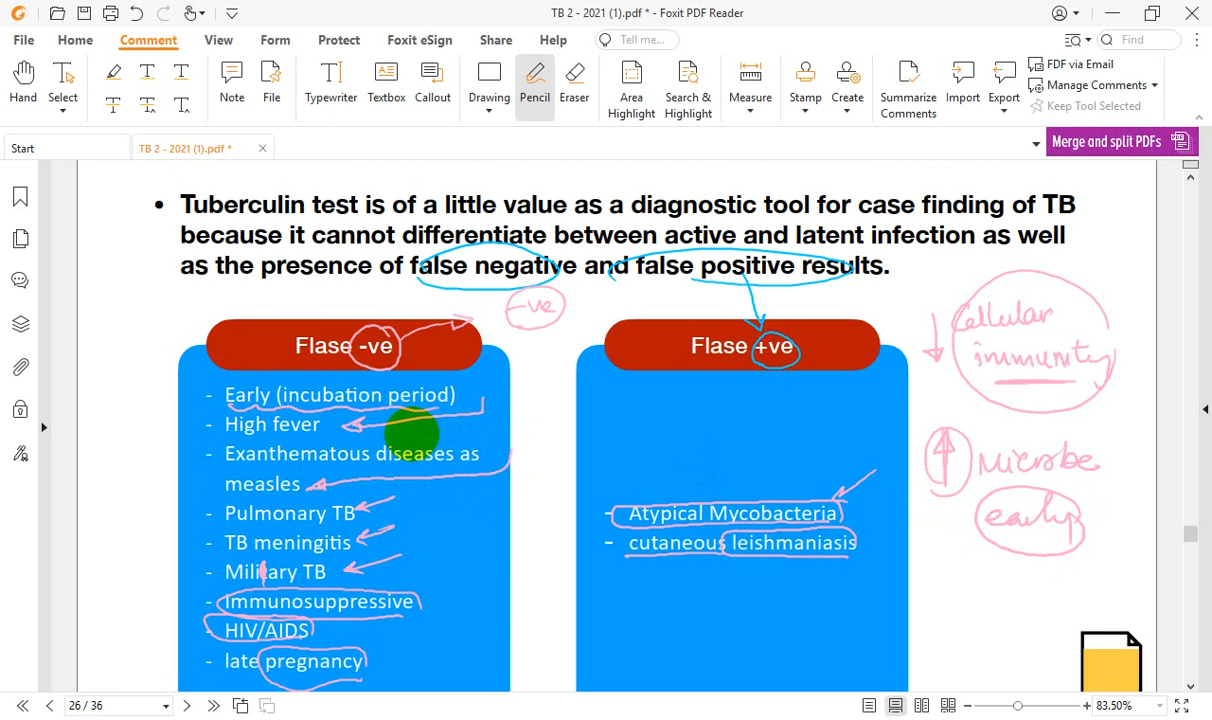 TB 2 - 2021 (1).pdf * - Foxit PDF Reader
File Home Comment View Form Protect Foxit eSign Share Help Tell me... Find
Hand Select Note File Typewriter Textbox Callout Drawing Pencil Eraser Area Highlight Search & Highlight Measure Stamp Create Summarize Comments Import Export
FDF via Email
Manage Comments
Keep Tool Selected
Start TB 2 - 2021 (1).pdf * Merge and split PDFs
• Tuberculin test is of a little value as a diagnostic tool for case finding of TB
because it cannot differentiate between active and latent infection as well
as the presence of false negative and false positive results.
-ve
Flase -ve
- Early (incubation period)
- High fever
- Exanthematous diseases as
measles
- Pulmonary TB
- TB meningitis
- Military TB
- Immunosuppressive
- HIV/AIDS
- late pregnancy
Flase +ve
- Atypical Mycobacteria
- cutaneous leishmaniasis
↓ Cellular
immunity
↑ Microbe
early
26 / 36 83.50%